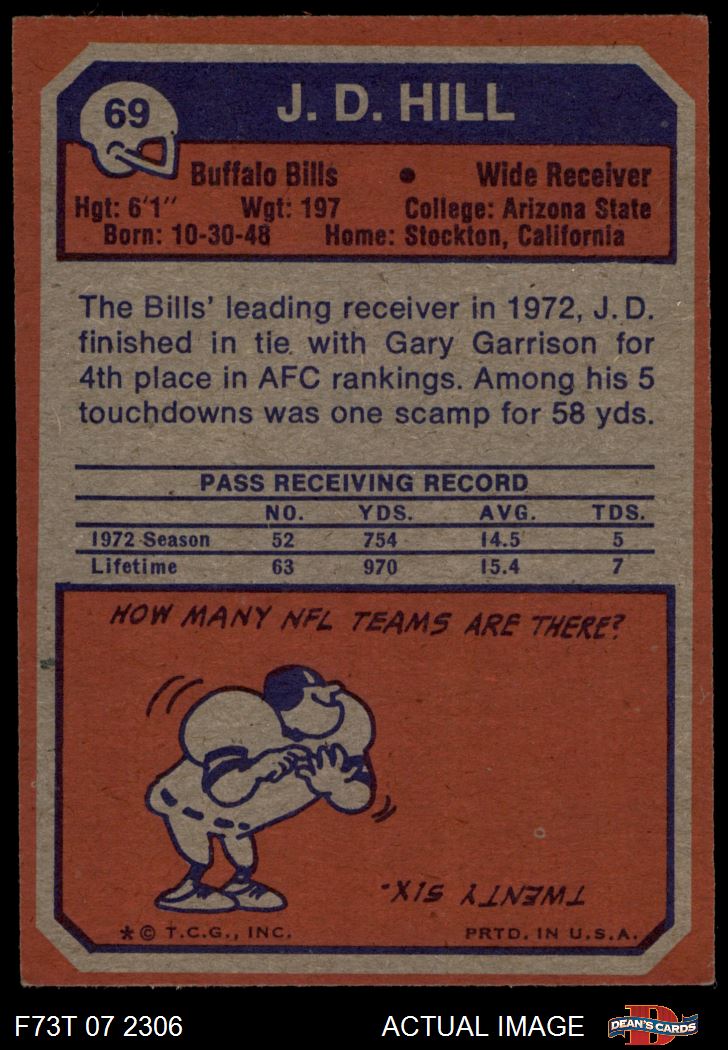 69
J. D. HILL
Buffalo Bills • Wide Receiver
Hgt: 6'1" Wgt: 197 College: Arizona State
Born: 10-30-48 Home: Stockton, California
The Bills' leading receiver in 1972, J. D.
finished in tie with Gary Garrison for
4th place in AFC rankings. Among his 5
touchdowns was one scamp for 58 yds.
PASS RECEIVING RECORD
NO. YDS. AVG. TDS.
1972 Season 52 754 14.5 5
Lifetime 63 970 15.4 7
HOW MANY NFL TEAMS ARE THERE?
TWENTY SIX.
* © T.C.G., INC. PRTD. IN U.S.A.
F73T 07 2306 ACTUAL IMAGE D DEAN'S CARDS